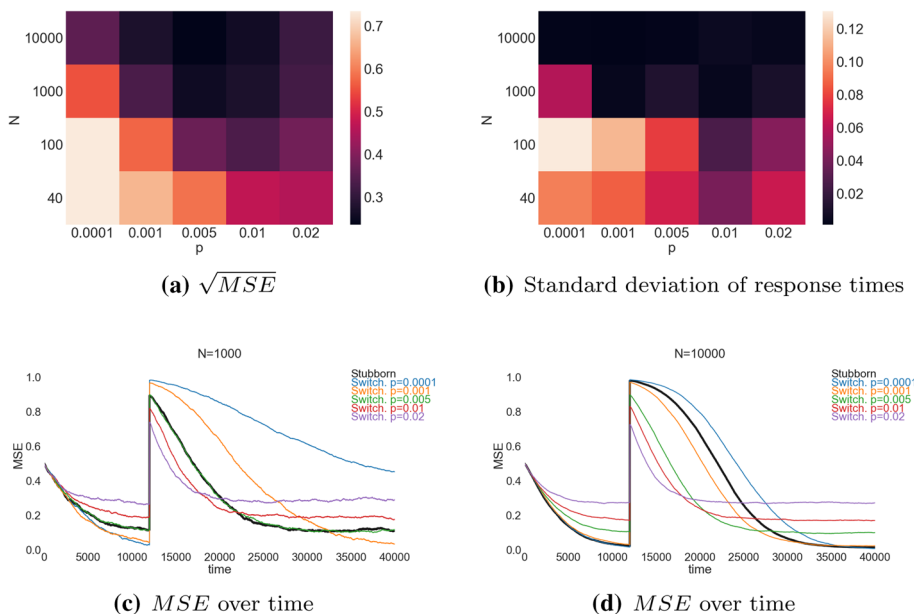 10000
1000
100
40
N
0.0001 0.001 0.005 0.01 0.02
p
0.7
0.6
0.5
0.4
0.3
(a) √MSE
10000
1000
100
40
N
0.0001 0.001 0.005 0.01 0.02
p
0.12
0.10
0.08
0.06
0.04
0.02
(b) Standard deviation of response times
N=1000
Stubborn
Switch. p=0.0001
Switch. p=0.001
Switch. p=0.005
Switch. p=0.01
Switch. p=0.02
1.0
0.8
0.6
0.4
0.2
0.0
MSE
0 5000 10000 15000 20000 25000 30000 35000 40000
time
(c) MSE over time
N=10000
Stubborn
Switch. p=0.0001
Switch. p=0.001
Switch. p=0.005
Switch. p=0.01
Switch. p=0.02
1.0
0.8
0.6
0.4
0.2
0.0
MSE
0 5000 10000 15000 20000 25000 30000 35000 40000
time
(d) MSE over time